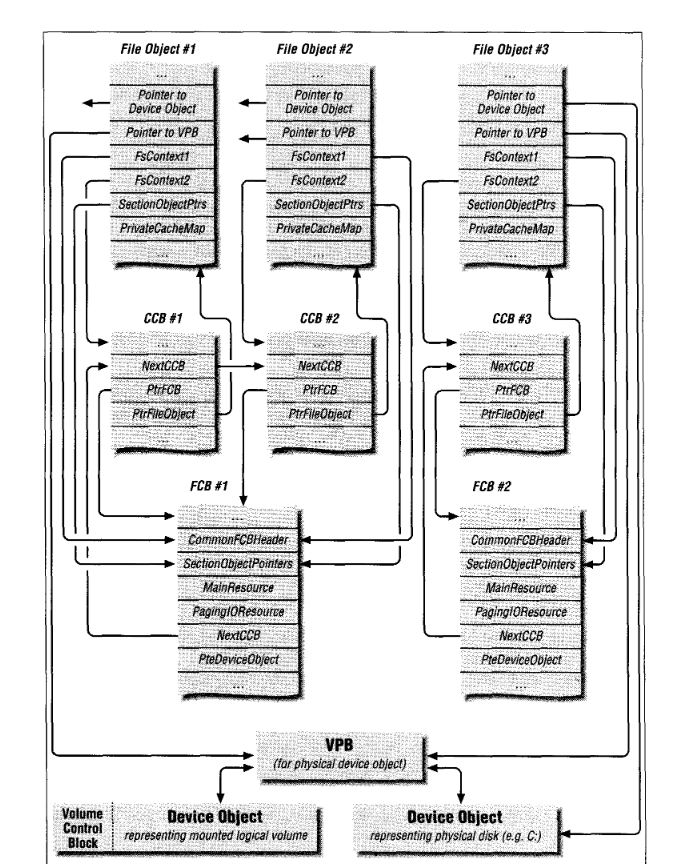 File Object #1
File Object #2
File Object #3
...
Pointer to
Device Object
Pointer to VPB
FsContext1
FsContext2
SectionObjectPtrs
PrivateCacheMap
...
...
Pointer to
Device Object
Pointer to VPB
FsContext1
FsContext2
SectionObjectPtrs
PrivateCacheMap
...
...
Pointer to
Device Object
Pointer to VPB
FsContext1
FsContext2
SectionObjectPtrs
PrivateCacheMap
...
CCB #1
...
NextCCB
PtrFCB
PtrFileObject
...
CCB #2
...
NextCCB
PtrFCB
PtrFileObject
...
CCB #3
...
NextCCB
PtrFCB
PtrFileObject
...
FCB #1
...
CommonFCBHeader
SectionObjectPointers
MainResource
PagingIOResource
NextCCB
PteDeviceObject
...
FCB #2
...
CommonFCBHeader
SectionObjectPointers
MainResource
PagingIOResource
NextCCB
PteDeviceObject
...
VPB
(for physical device object)
Volume
Control
Block
Device Object
representing mounted logical volume
Device Object
representing physical disk (e.g. C:)